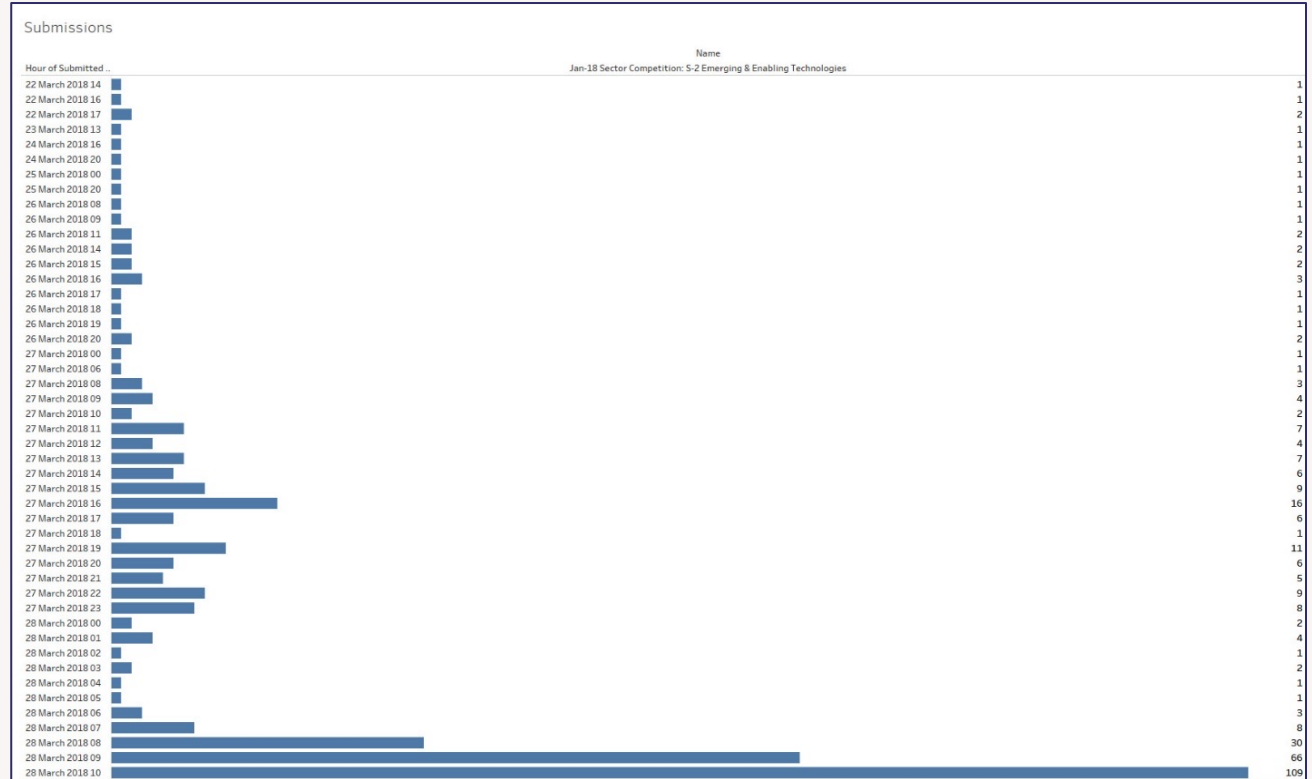 Submissions
Name
Hour of Submitted .. Jan-18 Sector Competition: S-2 Emerging & Enabling Technologies
22 March 2018 14 1
22 March 2018 16 1
22 March 2018 17 2
23 March 2018 13 1
24 March 2018 16 1
24 March 2018 20 1
25 March 2018 00 1
25 March 2018 20 1
26 March 2018 08 1
26 March 2018 09 1
26 March 2018 11 2
26 March 2018 14 2
26 March 2018 15 2
26 March 2018 16 3
26 March 2018 17 1
26 March 2018 18 1
26 March 2018 19 1
26 March 2018 20 2
27 March 2018 00 1
27 March 2018 06 1
27 March 2018 08 3
27 March 2018 09 4
27 March 2018 10 2
27 March 2018 11 7
27 March 2018 12 4
27 March 2018 13 7
27 March 2018 14 6
27 March 2018 15 9
27 March 2018 16 16
27 March 2018 17 6
27 March 2018 18 1
27 March 2018 19 11
27 March 2018 20 6
27 March 2018 21 5
27 March 2018 22 9
27 March 2018 23 8
28 March 2018 00 2
28 March 2018 01 4
28 March 2018 02 1
28 March 2018 03 2
28 March 2018 04 1
28 March 2018 05 1
28 March 2018 06 3
28 March 2018 07 8
28 March 2018 08 30
28 March 2018 09 66
28 March 2018 10 109